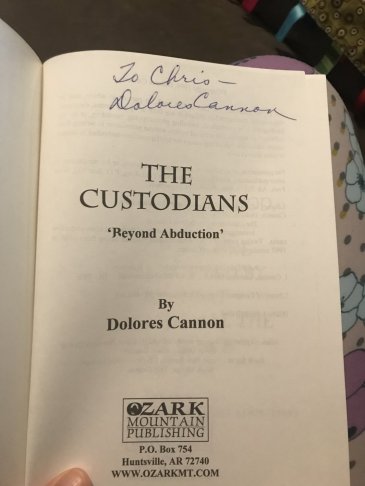 To Chris –
Dolores Cannon
THE
CUSTODIANS
'Beyond Abduction'
By
Dolores Cannon
OZARK
MOUNTAIN
PUBLISHING
P.O. Box 754
Huntsville, AR 72740
WWW.OZARKMT.COM